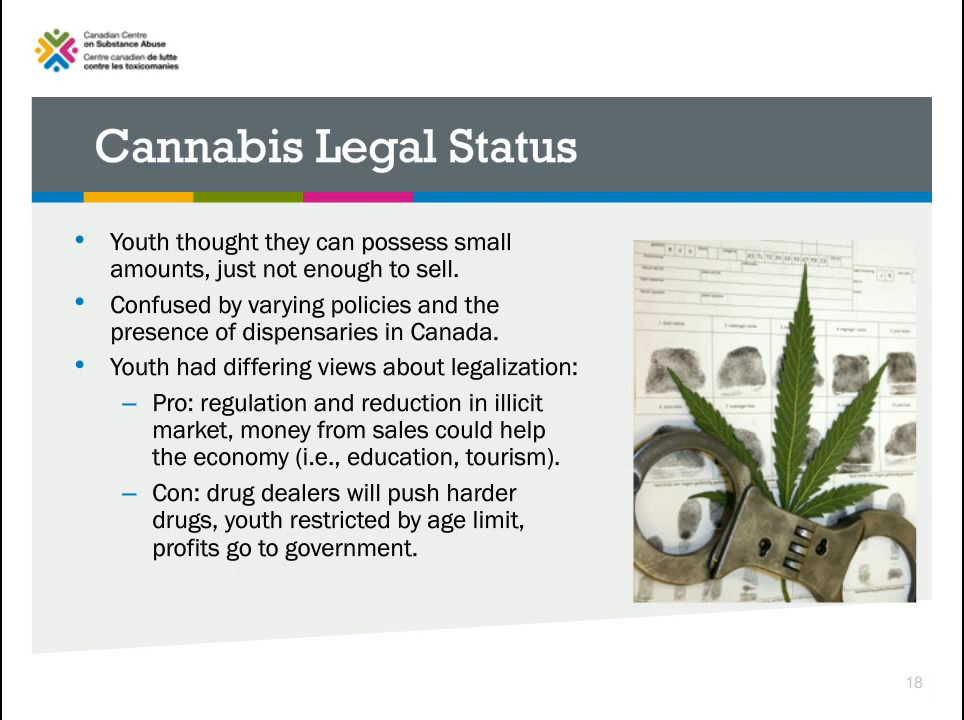 Canadian Centre
on Substance Abuse
Centre canadien de lutte
contre les toxicomanies
Cannabis Legal Status
• Youth thought they can possess small
amounts, just not enough to sell.
• Confused by varying policies and the
presence of dispensaries in Canada.
• Youth had differing views about legalization:
– Pro: regulation and reduction in illicit
market, money from sales could help
the economy (i.e., education, tourism).
– Con: drug dealers will push harder
drugs, youth restricted by age limit,
profits go to government.
18